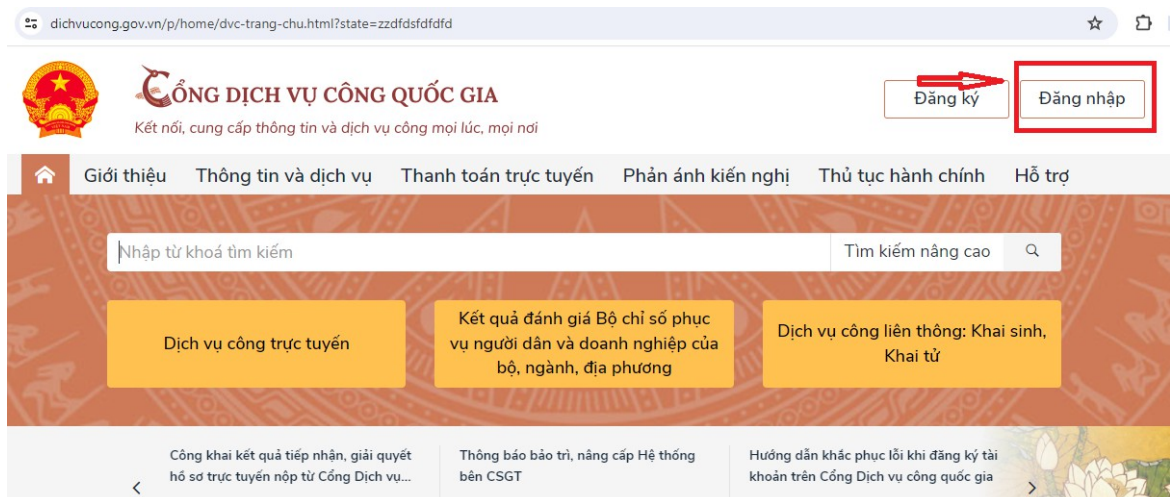 dichvucong.gov.vn/p/home/dvc-trang-chu.html?state=zzdfdsfdfdfd
CỔNG DỊCH VỤ CÔNG QUỐC GIA
Kết nối, cung cấp thông tin và dịch vụ công mọi lúc, mọi nơi
Đăng ký
Đăng nhập
Giới thiệu Thông tin và dịch vụ Thanh toán trực tuyến Phản ánh kiến nghị Thủ tục hành chính Hỗ trợ
Nhập từ khoá tìm kiếm
Tìm kiếm nâng cao
Dịch vụ công trực tuyến
Kết quả đánh giá Bộ chỉ số phục
vụ người dân và doanh nghiệp của
bộ, ngành, địa phương
Dịch vụ công liên thông: Khai sinh,
Khai tử
Công khai kết quả tiếp nhận, giải quyết
hồ sơ trực tuyến nộp từ Cổng Dịch vụ...
Thông báo bảo trì, nâng cấp Hệ thống
bên CSGT
Hướng dẫn khắc phục lỗi khi đăng ký tài
khoản trên Cổng Dịch vụ công quốc gia